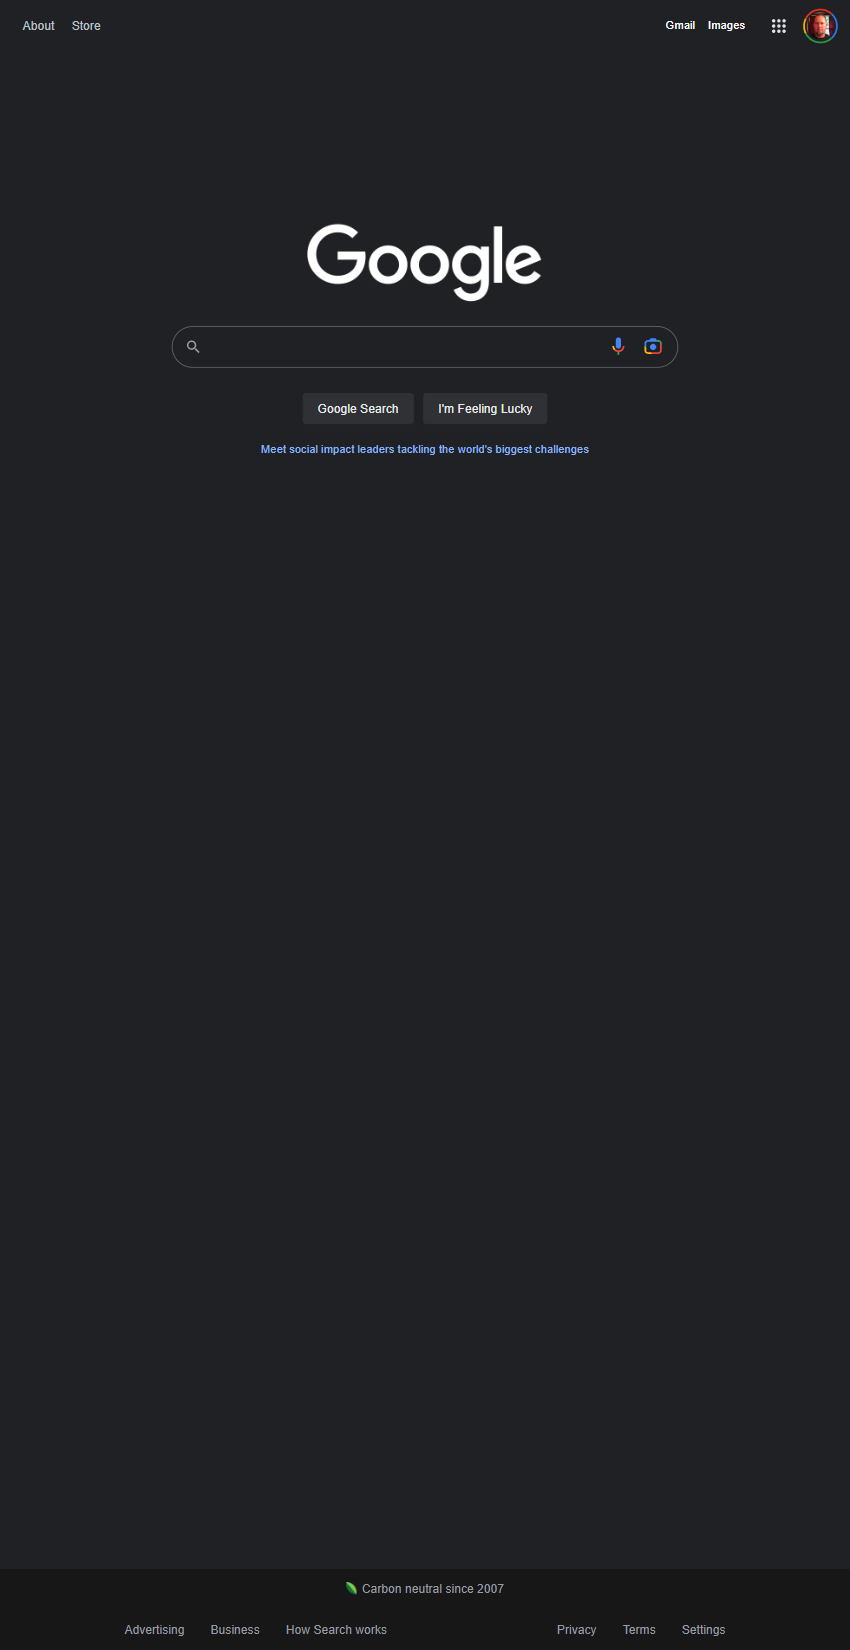 About Store Gmail Images
Google
Google Search I'm Feeling Lucky
Meet social impact leaders tackling the world's biggest challenges
Carbon neutral since 2007
Advertising Business How Search works Privacy Terms Settings